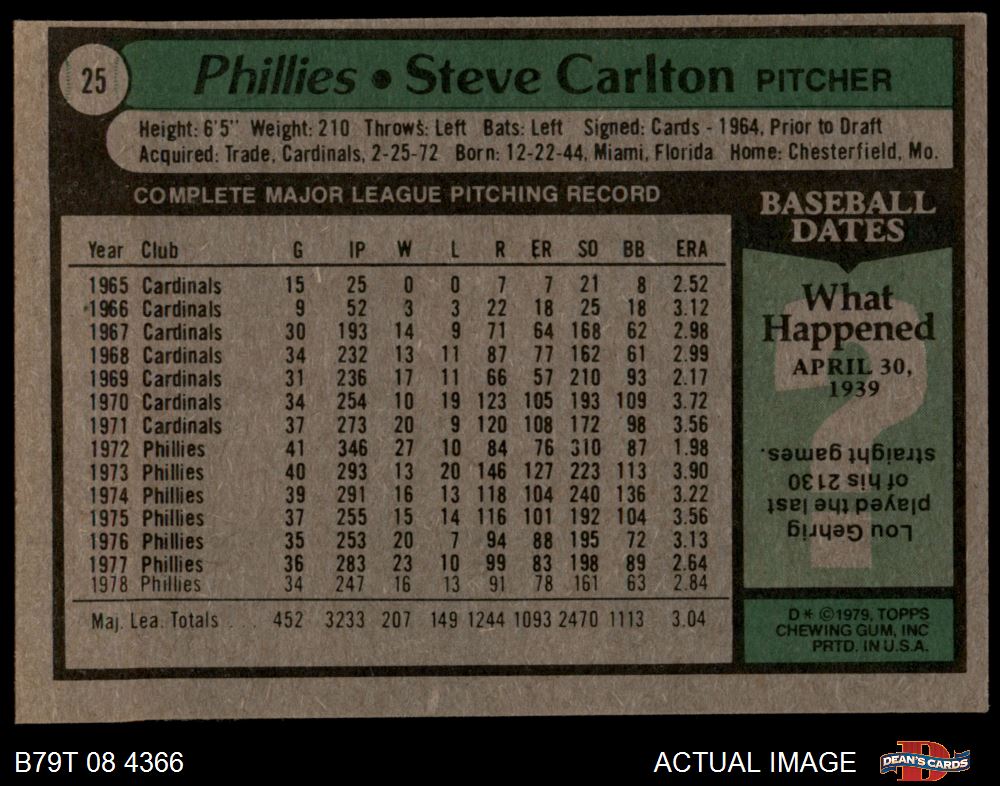 25
Phillies • Steve Carlton PITCHER
Height: 6'5" Weight: 210 Throws: Left Bats: Left Signed: Cards - 1964, Prior to Draft
Acquired: Trade, Cardinals, 2-25-72 Born: 12-22-44, Miami, Florida Home: Chesterfield, Mo.
COMPLETE MAJOR LEAGUE PITCHING RECORD
Year Club G IP W L R ER SO BB ERA
1965 Cardinals 15 25 0 0 7 7 21 8 2.52
1966 Cardinals 9 52 3 3 22 18 25 18 3.12
1967 Cardinals 30 193 14 9 71 64 168 62 2.98
1968 Cardinals 34 232 13 11 87 77 162 61 2.99
1969 Cardinals 31 236 17 11 66 57 210 93 2.17
1970 Cardinals 34 254 10 19 123 105 193 109 3.72
1971 Cardinals 37 273 20 9 120 108 172 98 3.56
1972 Phillies 41 346 27 10 84 76 310 87 1.98
1973 Phillies 40 293 13 20 146 127 223 113 3.90
1974 Phillies 39 291 16 13 118 104 240 136 3.22
1975 Phillies 37 255 15 14 116 101 192 104 3.56
1976 Phillies 35 253 20 7 94 88 195 72 3.13
1977 Phillies 36 283 23 10 99 83 198 89 2.64
1978 Phillies 34 247 16 13 91 78 161 63 2.84
Maj. Lea. Totals . . . 452 3233 207 149 1244 1093 2470 1113 3.04
BASEBALL
DATES
What
Happened
APRIL 30,
1939
Lou Gehrig
played the last
of his 2130
straight games.
D* ©1979, TOPPS
CHEWING GUM, INC
PRTD. IN U.S.A.
B79T 08 4366
ACTUAL IMAGE
D
DEAN'S CARDS